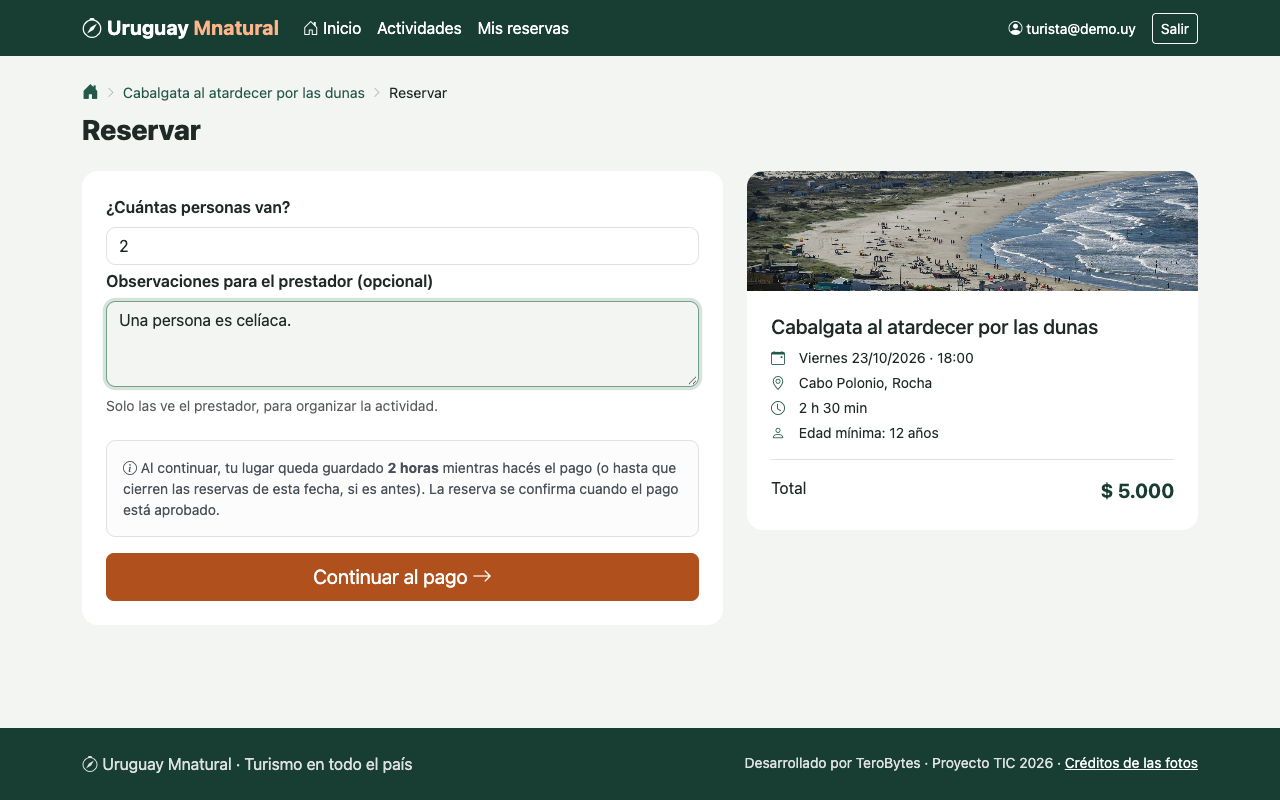 Uruguay Mnatural
Inicio
Actividades
Mis reservas
turista@demo.uy
Salir
Cabalgata al atardecer por las dunas
Reservar
Reservar
¿Cuántas personas van?
2
Observaciones para el prestador (opcional)
Una persona es celíaca.
Solo las ve el prestador, para organizar la actividad.
Al continuar, tu lugar queda guardado 2 horas mientras hacés el pago (o hasta que
cierren las reservas de esta fecha, si es antes). La reserva se confirma cuando el pago
está aprobado.
Continuar al pago →
Cabalgata al atardecer por las dunas
Viernes 23/10/2026 · 18:00
Cabo Polonio, Rocha
2 h 30 min
Edad mínima: 12 años
Total
$ 5.000
Uruguay Mnatural · Turismo en todo el país
Desarrollado por TeroBytes · Proyecto TIC 2026 · Créditos de las fotos